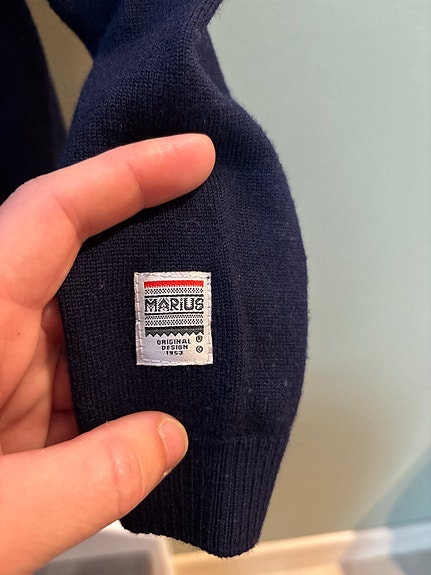 MARiUS
ORIGINAL
DESIGN
1953
®
©